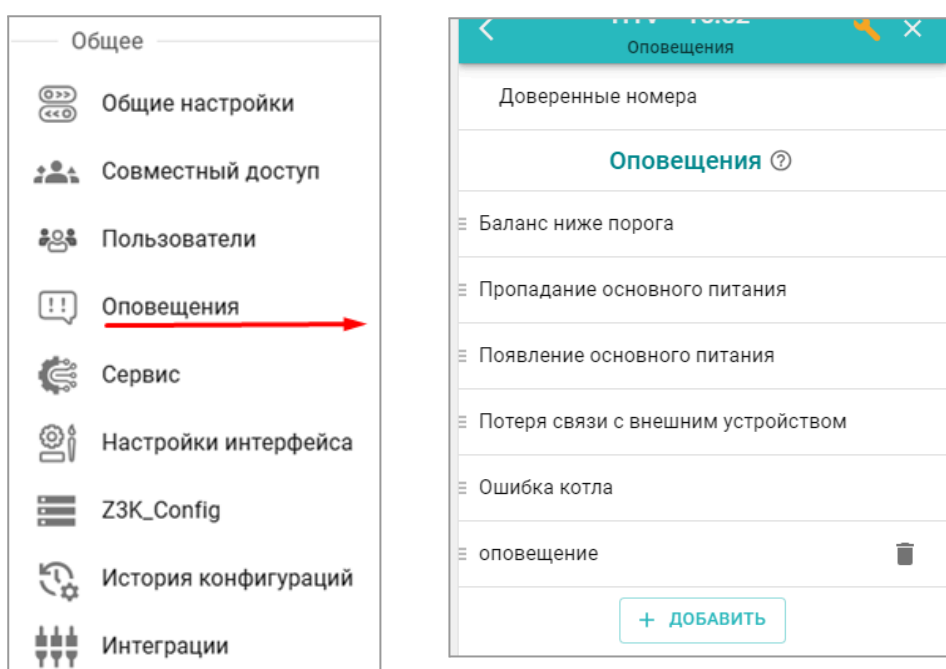 Общее
Общие настройки
Совместный доступ
Пользователи
Оповещения
Сервис
Настройки интерфейса
Z3K_Config
История конфигураций
Интеграции
Оповещения
Доверенные номера
Оповещения
Баланс ниже порога
Пропадание основного питания
Появление основного питания
Потеря связи с внешним устройством
Ошибка котла
оповещение
+ ДОБАВИТЬ